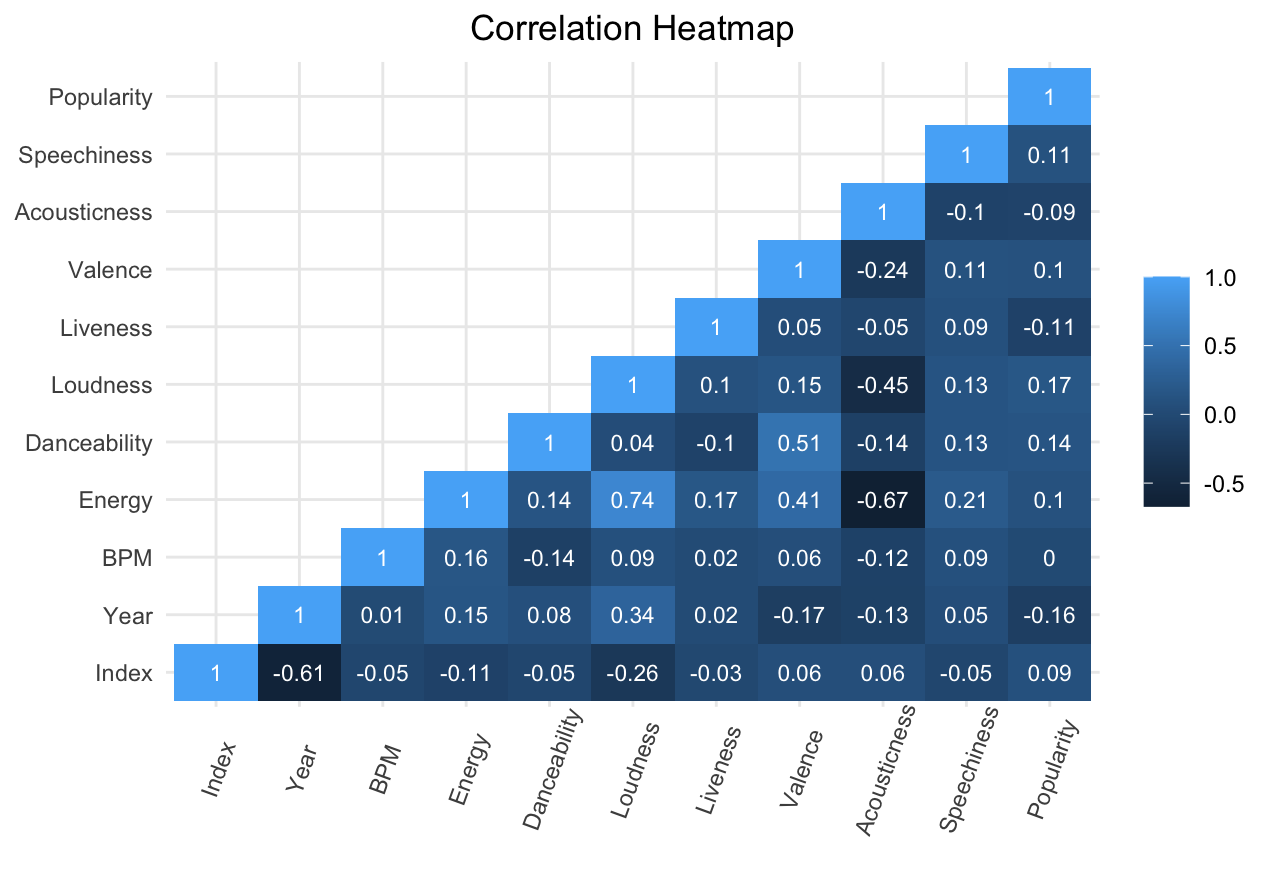 Correlation Heatmap
Popularity 1
Speechiness 1 0.11
Acousticness 1 -0.1 -0.09
Valence 1 -0.24 0.11 0.1
Liveness 1 0.05 -0.05 0.09 -0.11
Loudness 1 0.1 0.15 -0.45 0.13 0.17
Danceability 1 0.04 -0.1 0.51 -0.14 0.13 0.14
Energy 1 0.14 0.74 0.17 0.41 -0.67 0.21 0.1
BPM 1 0.16 -0.14 0.09 0.02 0.06 -0.12 0.09 0
Year 1 0.01 0.15 0.08 0.34 0.02 -0.17 -0.13 0.05 -0.16
Index 1 -0.61 -0.05 -0.11 -0.05 -0.26 -0.03 0.06 0.06 -0.05 0.09
Index Year BPM Energy Danceability Loudness Liveness Valence Acousticness Speechiness Popularity
1.0
0.5
0.0
-0.5